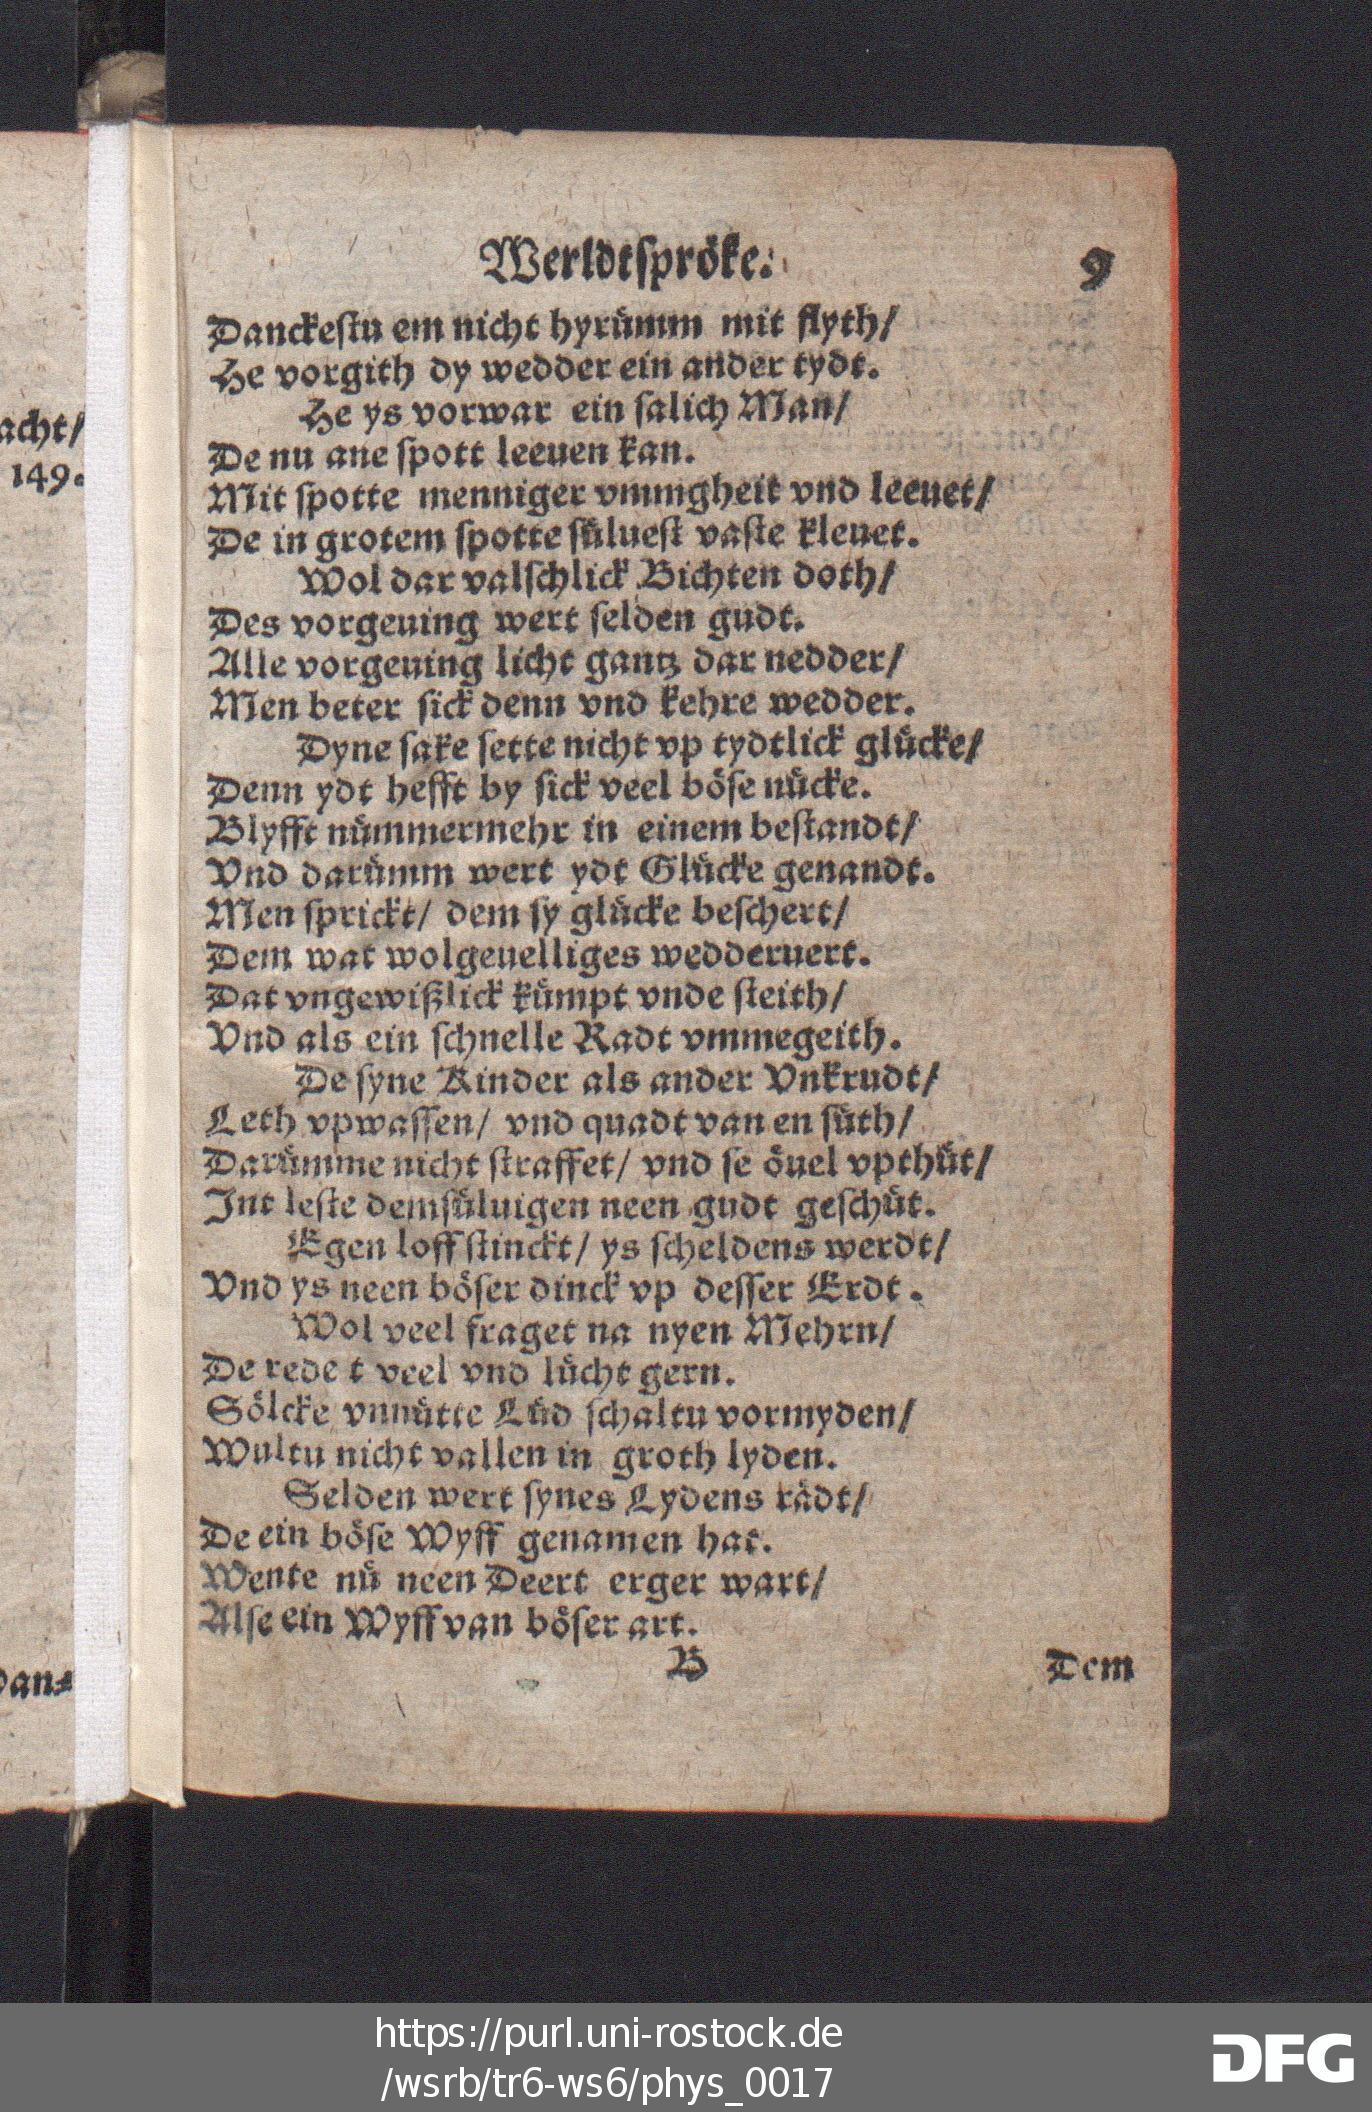 acht/
149.
dan⸗
Werldtspröke.
9
Danckestu em nicht hyrümm mit flyth/
He vorgith dy wedder ein ander tydt.
He ys vorwar ein salich Man/
De nu ane spott leeuen kan.
Mit spotte menniger vmmgheit vnd leeuet/
De in grotem spotte süluest vaste kleuet.
Wol dar valschlick Bichten doth/
Des vorgeuing wert selden gudt.
Alle vorgeuing licht gantz dar nedder/
Men beter sick denn vnd kehre wedder.
Dyne sake sette nicht vp tydtlick glücke/
Denn ydt hefft by sick veel böse nücke.
Blyfft nümmermehr in einem bestandt/
Vnd darümm wert ydt Glücke genandt.
Men sprickt/ dem sy glücke beschert/
Dem wat wolgeuelliges wedderuert.
Dat vngewißlick kümpt vnde steith/
Vnd als ein schnelle Radt vmmegeith.
De syne Kinder als ander Vnkrudt/
Leth vpwassen/ vnd quadt van en süth/
Darümme nicht straffet/ vnd se öuel vpthüt/
Int leste demsüluigen neen gudt geschüt.
Egen loff stinckt/ ys scheldens werdt/
Vnd ys neen böser dinck vp desser Erdt.
Wol veel fraget na nyen Mehrn/
De rede t veel vnd lücht gern.
Sölcke vnnütte Lüd schaltu vormyden/
Wultu nicht vallen in groth lyden.
Selden wert synes Lydens rädt/
De ein böse Wyff genamen hat.
Wente nü neen Deert erger wart/
Alse ein Wyff van böser art.
B
Dem
https://purl.uni-rostock.de
/wsrb/tr6-ws6/phys_0017
DFG